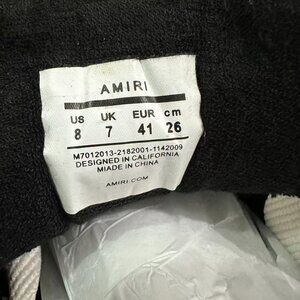 AMIRI
US UK EUR cm
8 7 41 26
M7012013-2182001-1142009
DESIGNED IN CALIFORNIA
MAIDE IN CHINA
AMIRI.COM